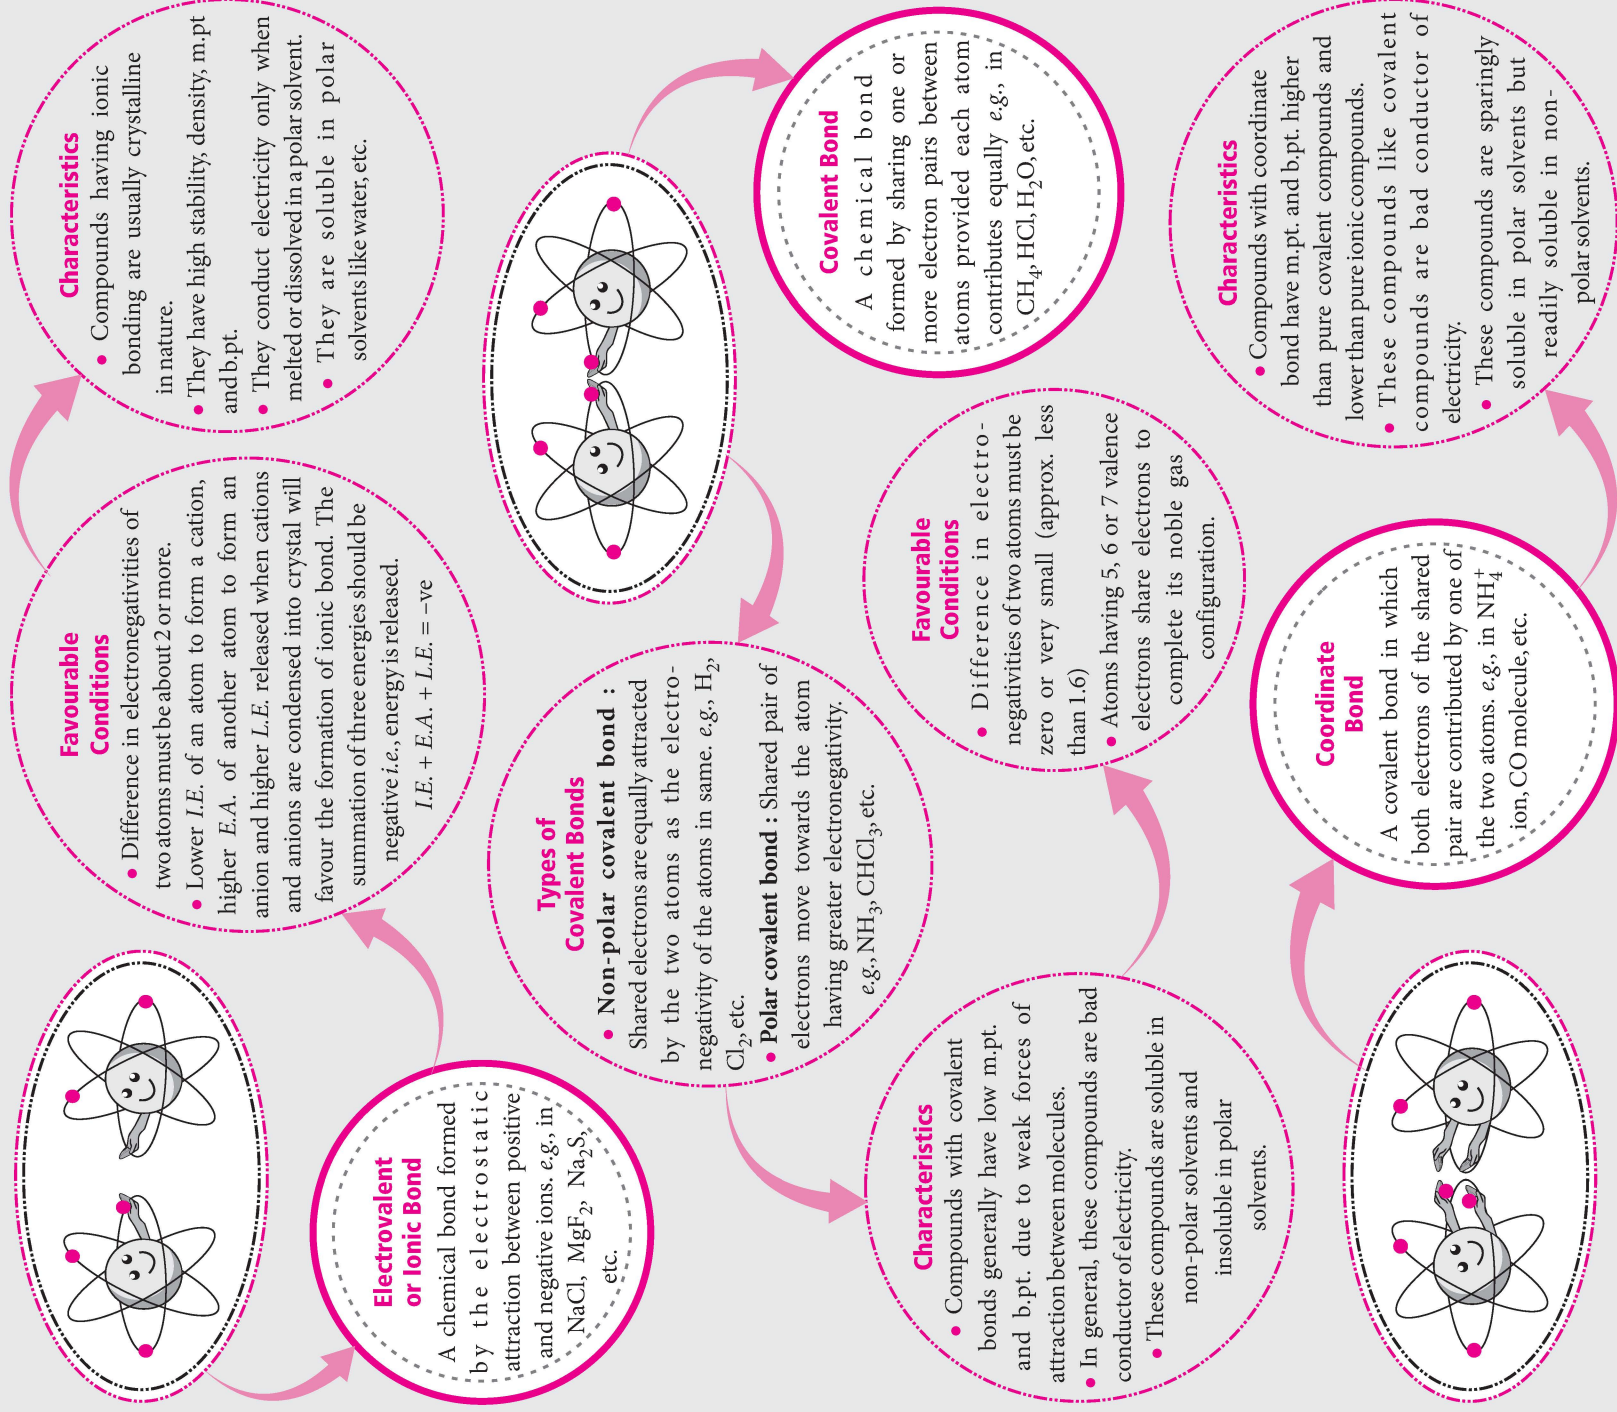 Electrovalent
or Ionic Bond
A chemical bond formed
by the electrostatic
attraction between positive
and negative ions. e.g., in
NaCl, MgF₂, Na₂S,
etc.
Favourable
Conditions
• Difference in electronegativities of
two atoms must be about 2 or more.
• Lower I.E. of an atom to form a cation,
higher E.A. of another atom to form an
anion and higher L.E. released when cations
and anions are condensed into crystal will
favour the formation of ionic bond. The
summation of three energies should be
negative i.e., energy is released.
I.E. + E.A. + L.E. = –ve
Characteristics
• Compounds having ionic
bonding are usually crystalline
in nature.
• They have high stability, density, m.pt
and b.pt.
• They conduct electricity only when
melted or dissolved in a polar solvent.
• They are soluble in polar
solvents like water, etc.
Covalent Bond
A chemical bond
formed by sharing one or
more electron pairs between
atoms provided each atom
contributes equally e.g., in
CH₄, HCl, H₂O, etc.
Types of
Covalent Bonds
• Non-polar covalent bond :
Shared electrons are equally attracted
by the two atoms as the electro-
negativity of the atoms in same. e.g., H₂,
Cl₂, etc.
• Polar covalent bond : Shared pair of
electrons move towards the atom
having greater electronegativity.
e.g., NH₃, CHCl₃, etc.
Characteristics
• Compounds with covalent
bonds generally have low m.pt.
and b.pt. due to weak forces of
attraction between molecules.
• In general, these compounds are bad
conductor of electricity.
• These compounds are soluble in
non-polar solvents and
insoluble in polar
solvents.
Favourable
Conditions
• Difference in electro-
negativities of two atoms must be
zero or very small (approx. less
than 1.6)
• Atoms having 5, 6 or 7 valence
electrons share electrons to
complete its noble gas
configuration.
Coordinate
Bond
A covalent bond in which
both electrons of the shared
pair are contributed by one of
the two atoms. e.g., in NH₄⁺
ion, CO molecule, etc.
Characteristics
• Compounds with coordinate
bond have m.pt. and b.pt. higher
than pure covalent compounds and
lower than pure ionic compounds.
• These compounds like covalent
compounds are bad conductor of
electricity.
• These compounds are sparingly
soluble in polar solvents but
readily soluble in non-
polar solvents.